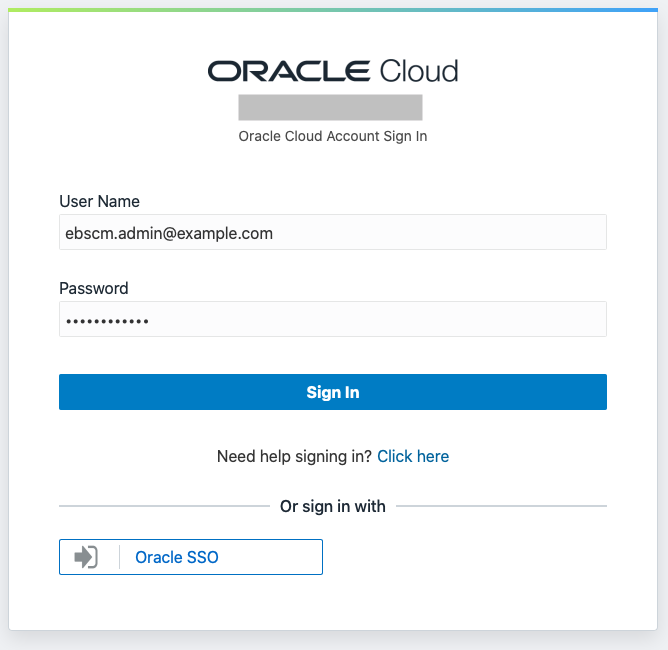 ORACLE Cloud
Oracle Cloud Account Sign In
User Name
ebscm.admin@example.com
Password
••••••••••••
Sign In
Need help signing in? Click here
Or sign in with
Oracle SSO